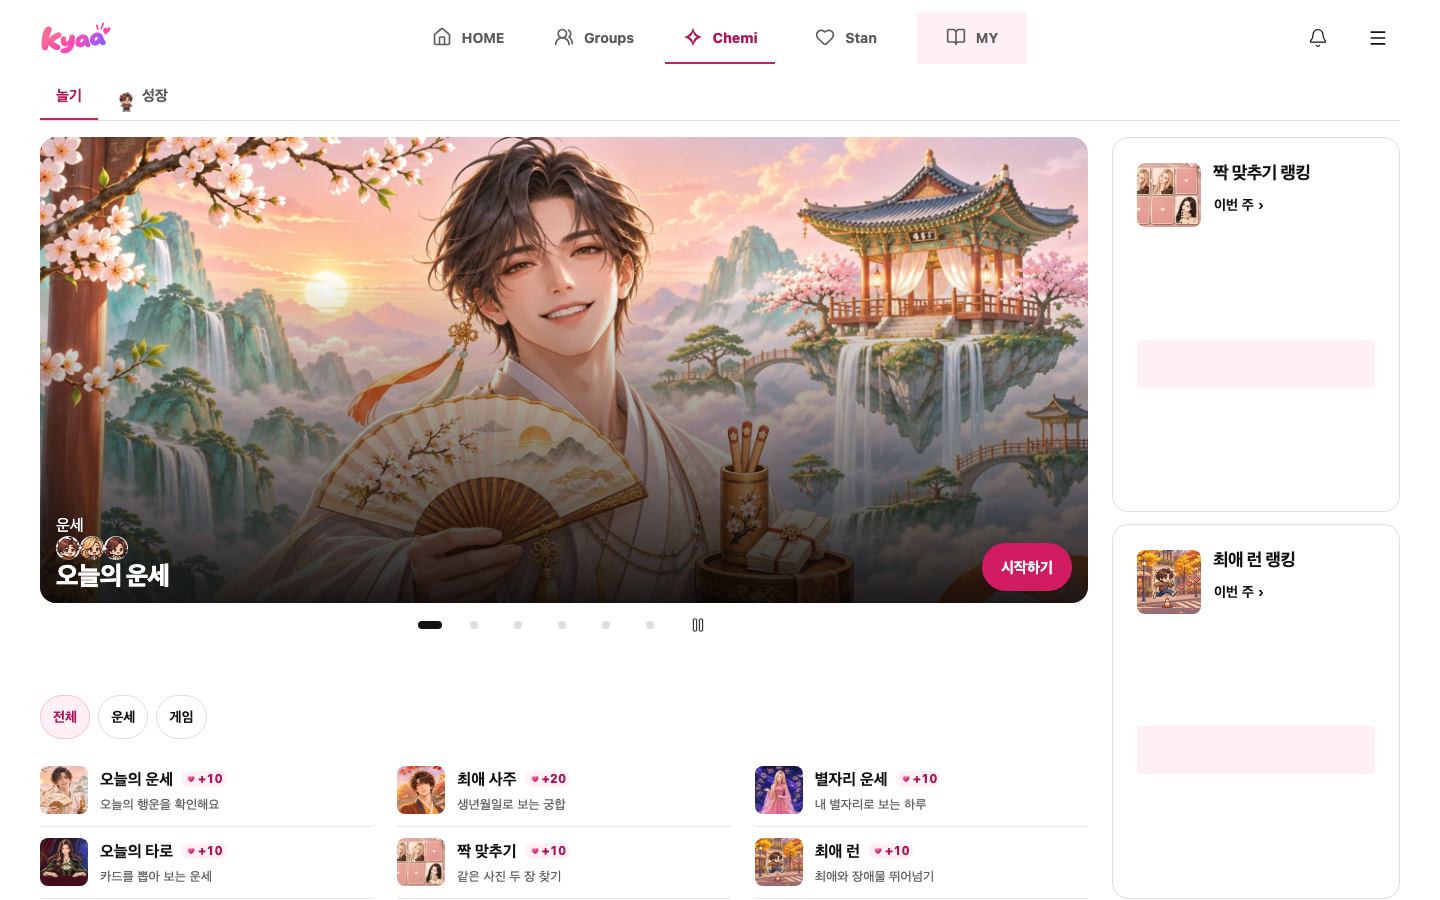 kyaa
HOME
Groups
Chemi
Stan
MY
놀기
성장
운세
오늘의 운세
시작하기
짝 맞추기 랭킹
이번 주 ›
최애 런 랭킹
이번 주 ›
전체
운세
게임
오늘의 운세 +10
오늘의 행운을 확인해요
최애 사주 +20
생년월일로 보는 궁합
별자리 운세 +10
내 별자리로 보는 하루
오늘의 타로 +10
카드를 뽑아 보는 운세
짝 맞추기 +10
같은 사진 두 장 찾기
최애 런 +10
최애와 장애물 뛰어넘기